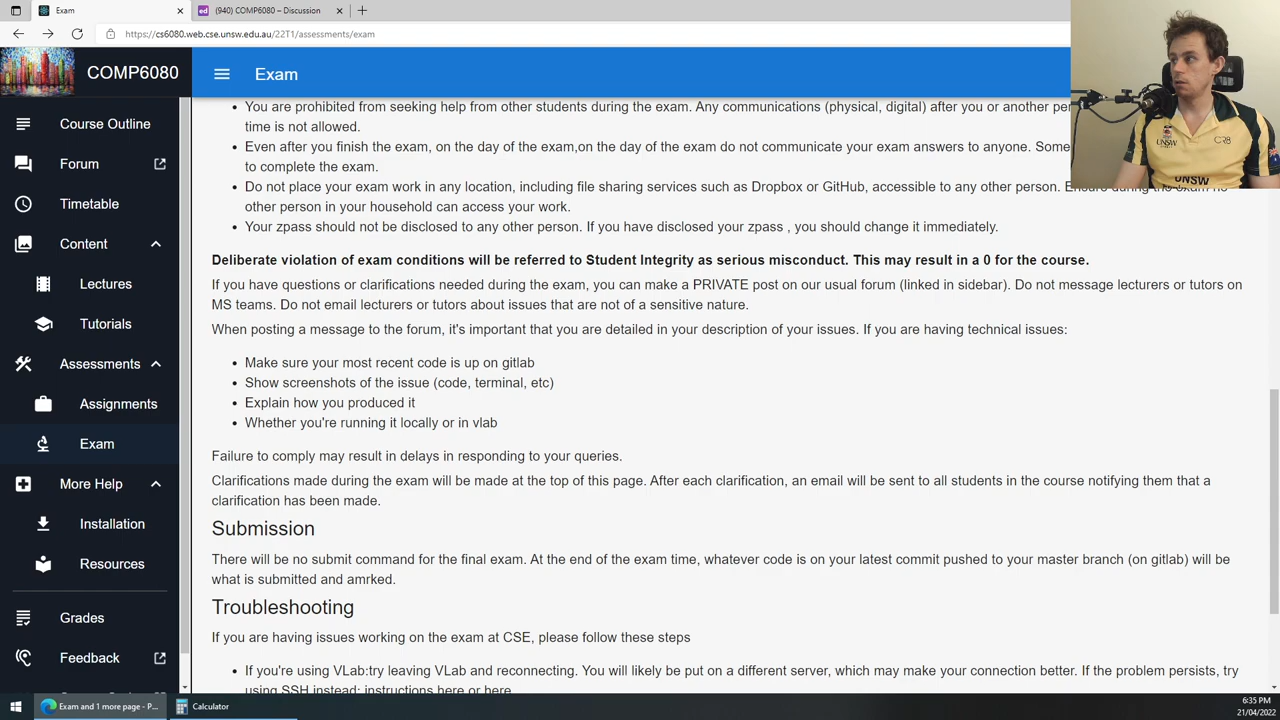 Exam
(940) COMP6080 – Discussion
https://cs6080.web.cse.unsw.edu.au/22T1/assessments/exam
COMP6080
Exam
Course Outline
Forum
Timetable
Content
Lectures
Tutorials
Assessments
Assignments
Exam
More Help
Installation
Resources
Grades
Feedback
You are prohibited from seeking help from other students during the exam. Any communications (physical, digital) after you or another
time is not allowed.
Even after you finish the exam, on the day of the exam,on the day of the exam do not communicate your exam answers to anyone. Some
to complete the exam.
Do not place your exam work in any location, including file sharing services such as Dropbox or GitHub, accessible to any other person. Ensure during the exam no
other person in your household can access your work.
Your zpass should not be disclosed to any other person. If you have disclosed your zpass , you should change it immediately.
Deliberate violation of exam conditions will be referred to Student Integrity as serious misconduct. This may result in a 0 for the course.
If you have questions or clarifications needed during the exam, you can make a PRIVATE post on our usual forum (linked in sidebar). Do not message lecturers or tutors on
MS teams. Do not email lecturers or tutors about issues that are not of a sensitive nature.
When posting a message to the forum, it's important that you are detailed in your description of your issues. If you are having technical issues:
Make sure your most recent code is up on gitlab
Show screenshots of the issue (code, terminal, etc)
Explain how you produced it
Whether you're running it locally or in vlab
Failure to comply may result in delays in responding to your queries.
Clarifications made during the exam will be made at the top of this page. After each clarification, an email will be sent to all students in the course notifying them that a
clarification has been made.
Submission
There will be no submit command for the final exam. At the end of the exam time, whatever code is on your latest commit pushed to your master branch (on gitlab) will be
what is submitted and amrked.
Troubleshooting
If you are having issues working on the exam at CSE, please follow these steps
If you're using VLab:try leaving VLab and reconnecting. You will likely be put on a different server, which may make your connection better. If the problem persists, try
using SSH instead: instructions here or here
UNSW
CR8
UNSW
Exam and 1 more page - P...
Calculator
6:35 PM
21/04/2022